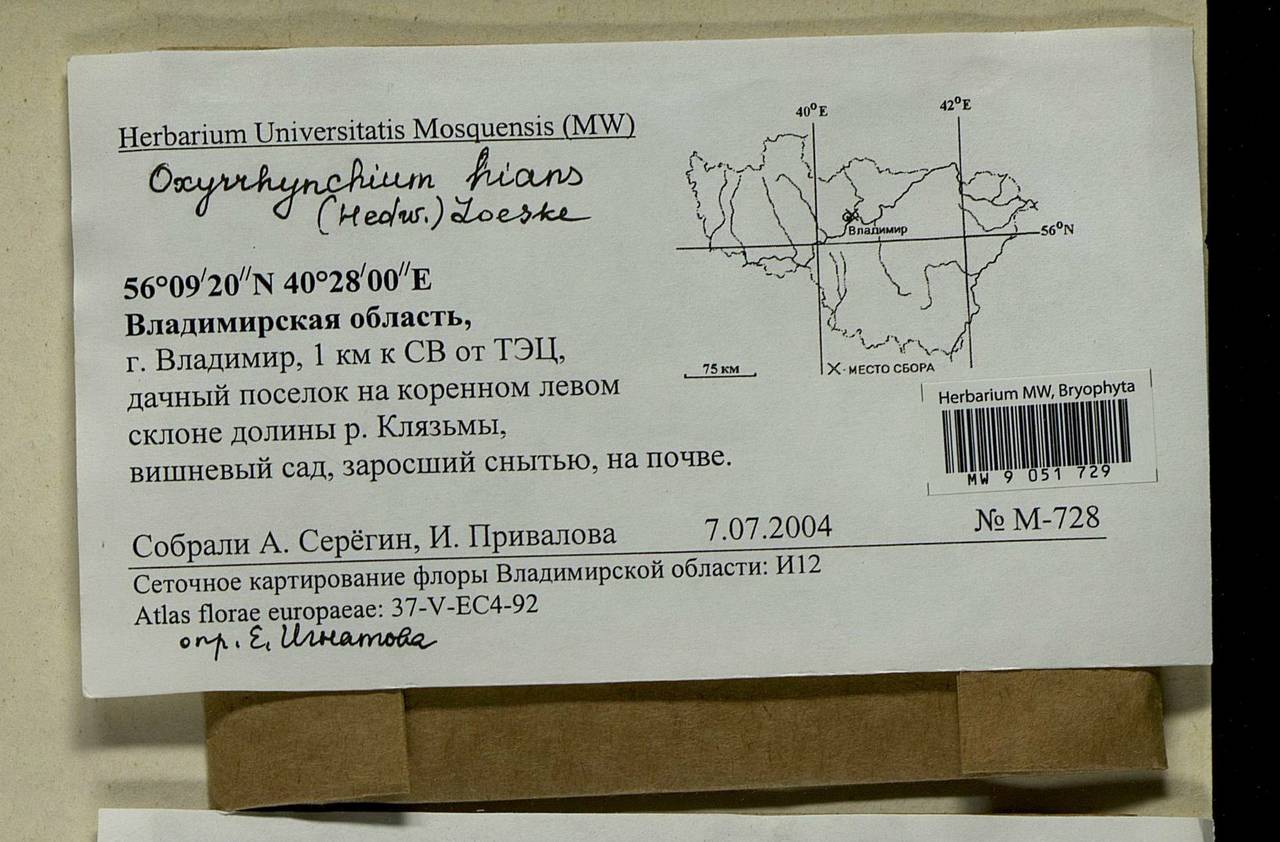 Herbarium Universitatis Mosquensis (MW)
Oxyrrhynchium hians
(Hedw.) Loeske
56°09′20″N 40°28′00″E
Владимирская область,
г. Владимир, 1 км к СВ от ТЭЦ,
дачный поселок на коренном левом
склоне долины р. Клязьмы,
вишневый сад, заросший снытью, на почве.
40°E
42°E
Владимир
56°N
75 км
X - МЕСТО СБОРА
Herbarium MW, Bryophyta
MW 9 051 729
Собрали А. Серёгин, И. Привалова 7.07.2004 № М-728
Сеточное картирование флоры Владимирской области: И12
Atlas florae europaeae: 37-V-EC4-92
опр. Е. Игнатова